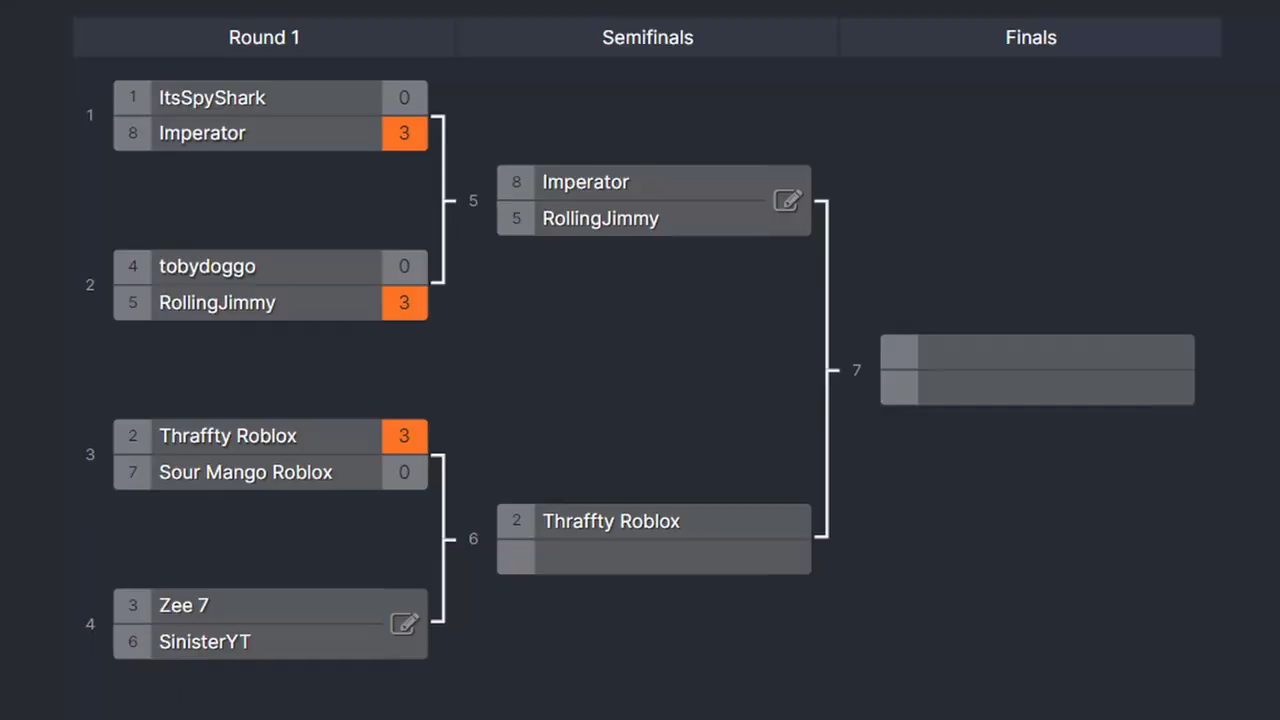 Round 1
Semifinals
Finals
1
1 ItsSpyShark 0
8 Imperator 3
2
4 tobydoggo 0
5 RollingJimmy 3
3
2 Thraffty Roblox 3
7 Sour Mango Roblox 0
4
3 Zee 7
6 SinisterYT
5
8 Imperator
5 RollingJimmy
6
2 Thraffty Roblox
7